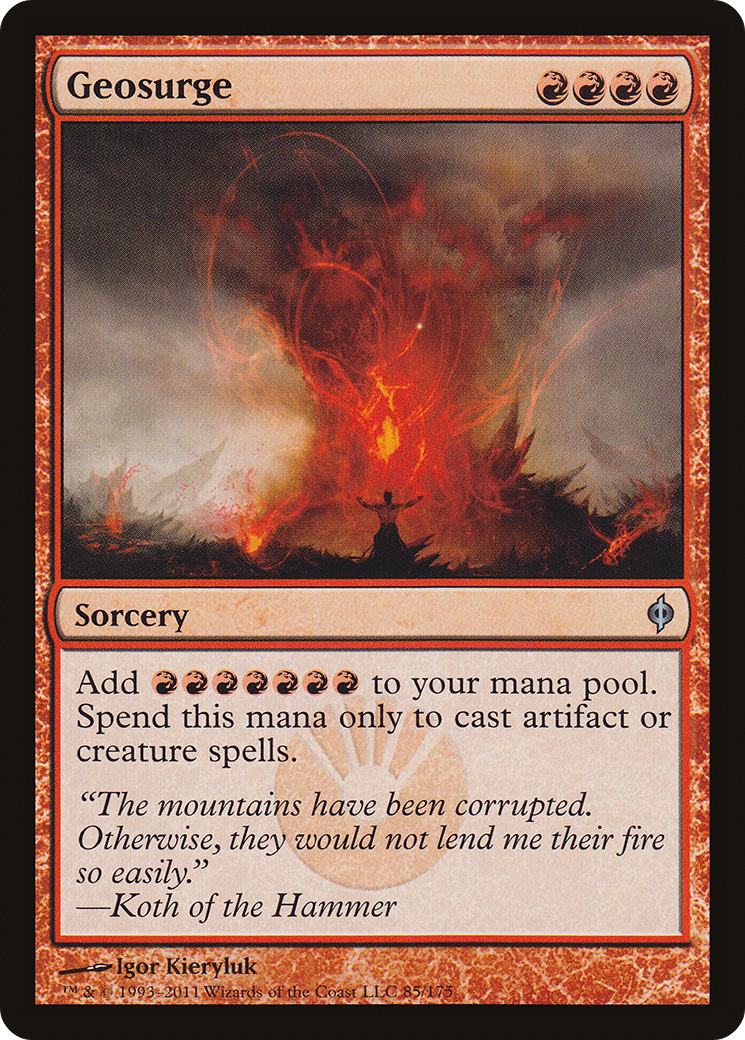 Geosurge
Sorcery
Add to your mana pool.
Spend this mana only to cast artifact or
creature spells.
“The mountains have been corrupted.
Otherwise, they would not lend me their fire
so easily.”
—Koth of the Hammer
Igor Kieryluk
™ & © 1993–2011 Wizards of the Coast LLC 85/175